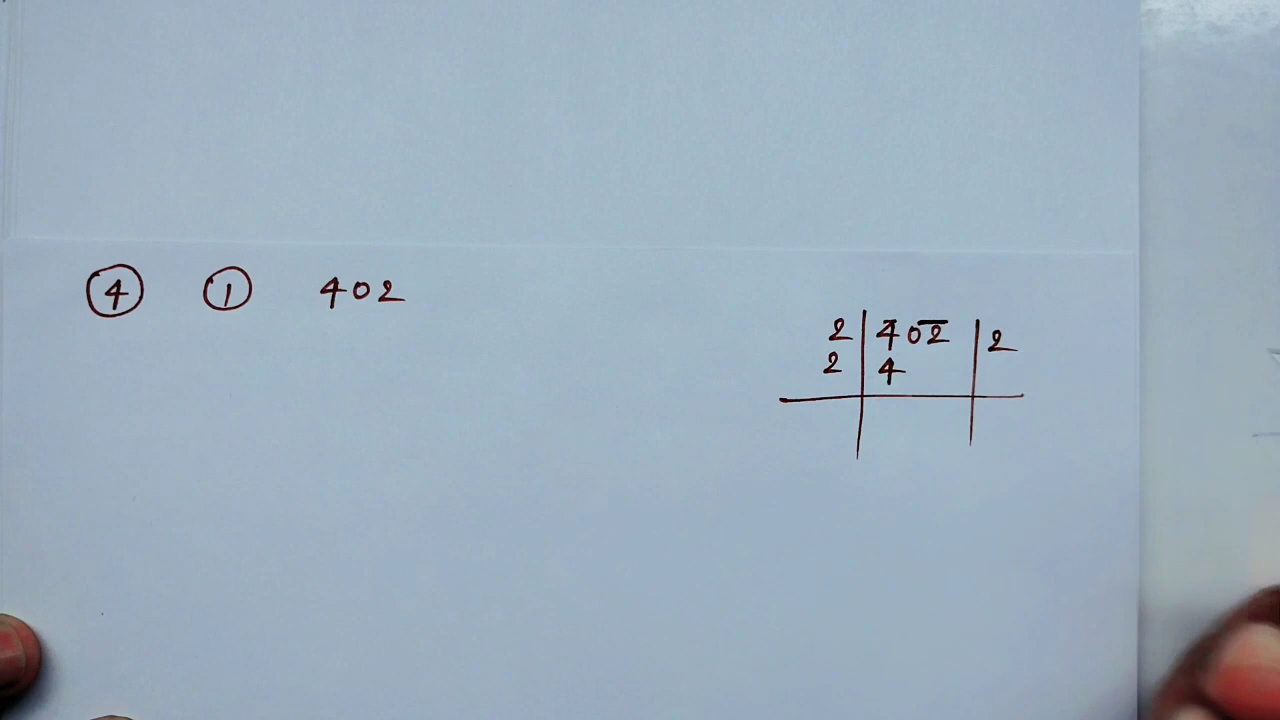 ④ ① 402
2 | 402 | 2
2 | 4